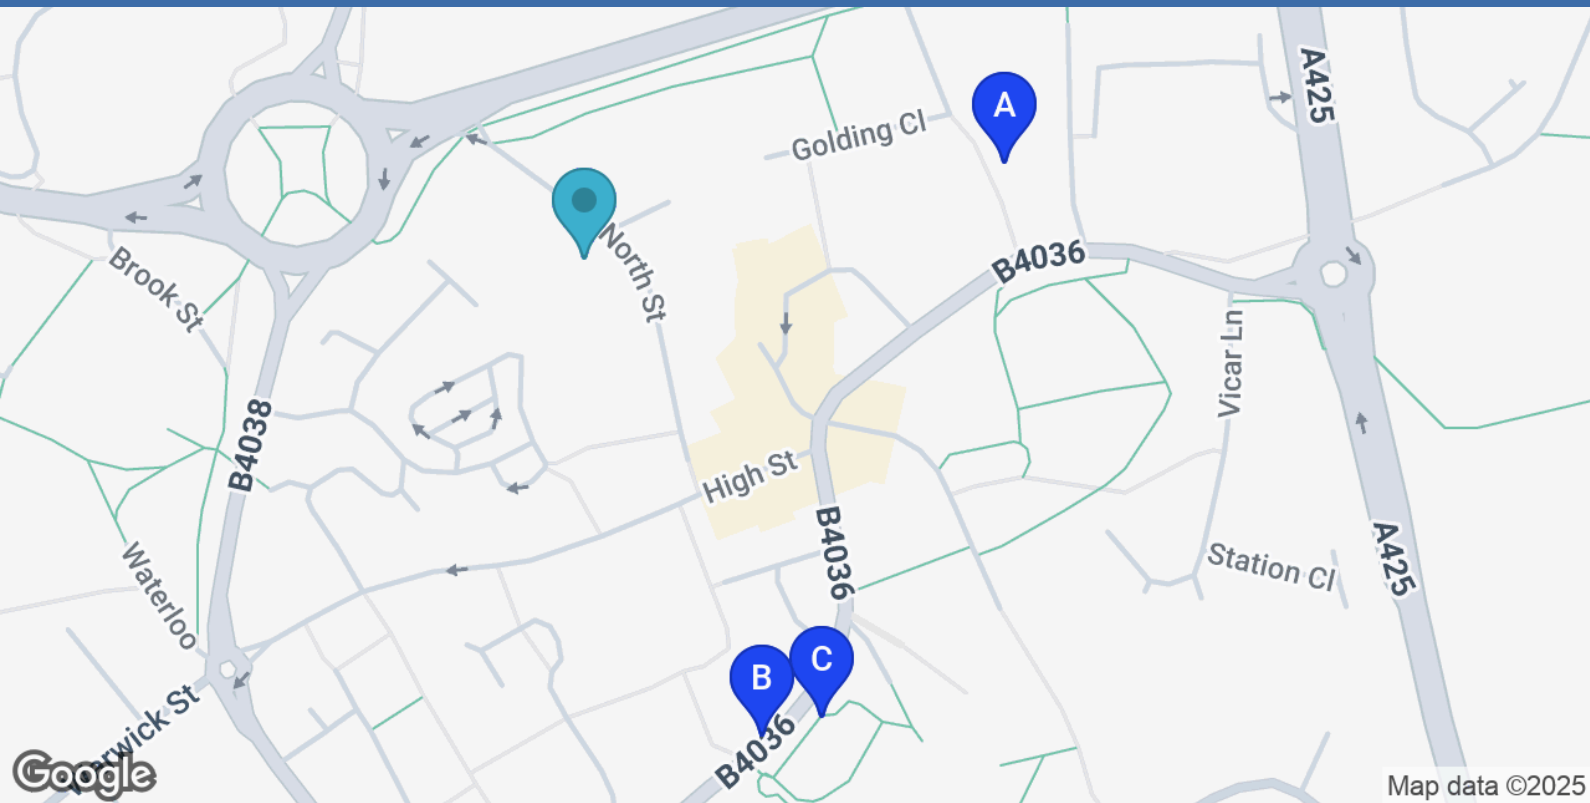 A425
A
Golding Cl
North St
B4036
Brook St
Vicar Ln
B4038
High St
B4036
A425
Station Cl
Waterloo
C
B
B4036
Warwick St
Google
Map data ©2025